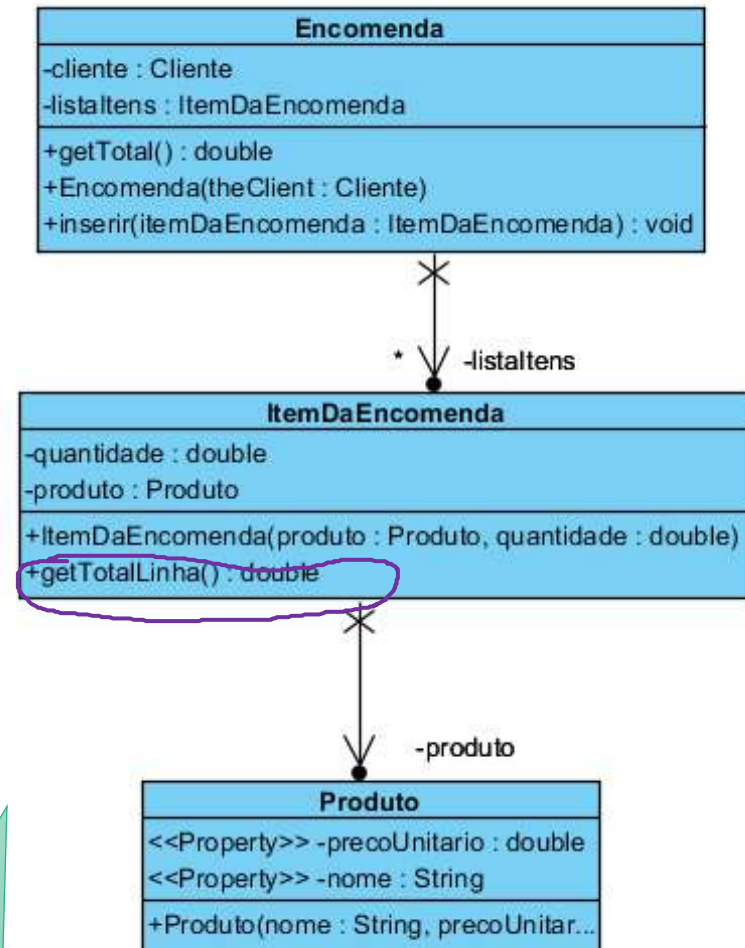 Encomenda
-cliente : Cliente
-listaItens : ItemDaEncomenda
+getTotal() : double
+Encomenda(theClient : Cliente)
+inserir(itemDaEncomenda : ItemDaEncomenda) : void
* -listaItens
ItemDaEncomenda
-quantidade : double
-produto : Produto
+ItemDaEncomenda(produto : Produto, quantidade : double)
+getTotalLinha() : double
-produto
Produto
<<Property>> -precoUnitario : double
<<Property>> -nome : String
+Produto(nome : String, precoUnitar...